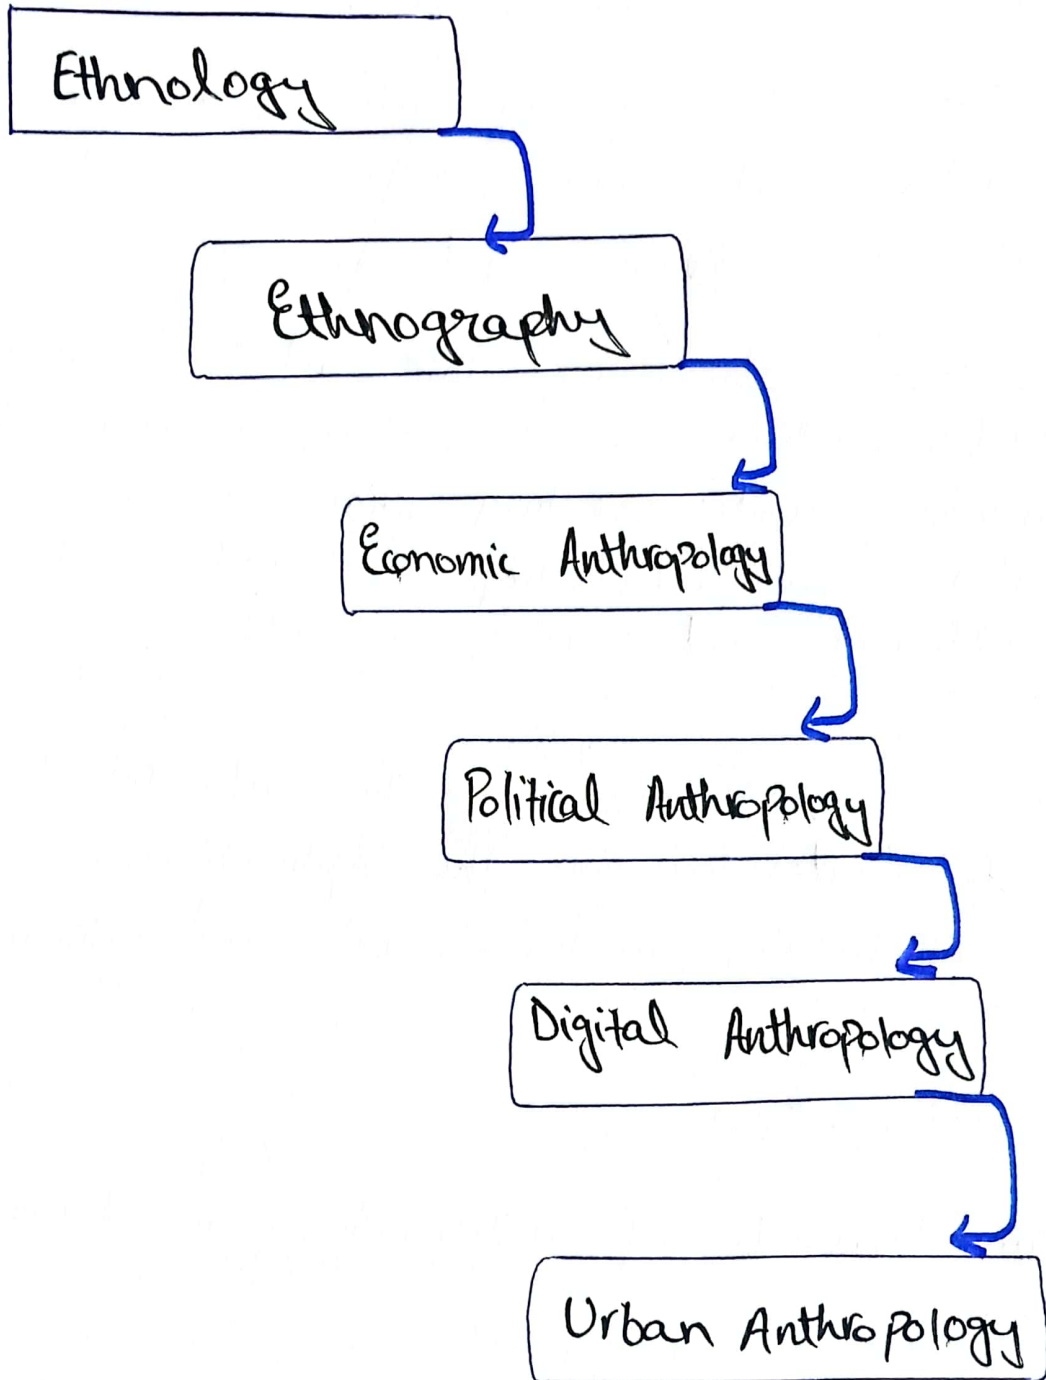 Ethnology
Ethnography
Economic Anthropology
Political Anthropology
Digital Anthropology
Urban Anthropology